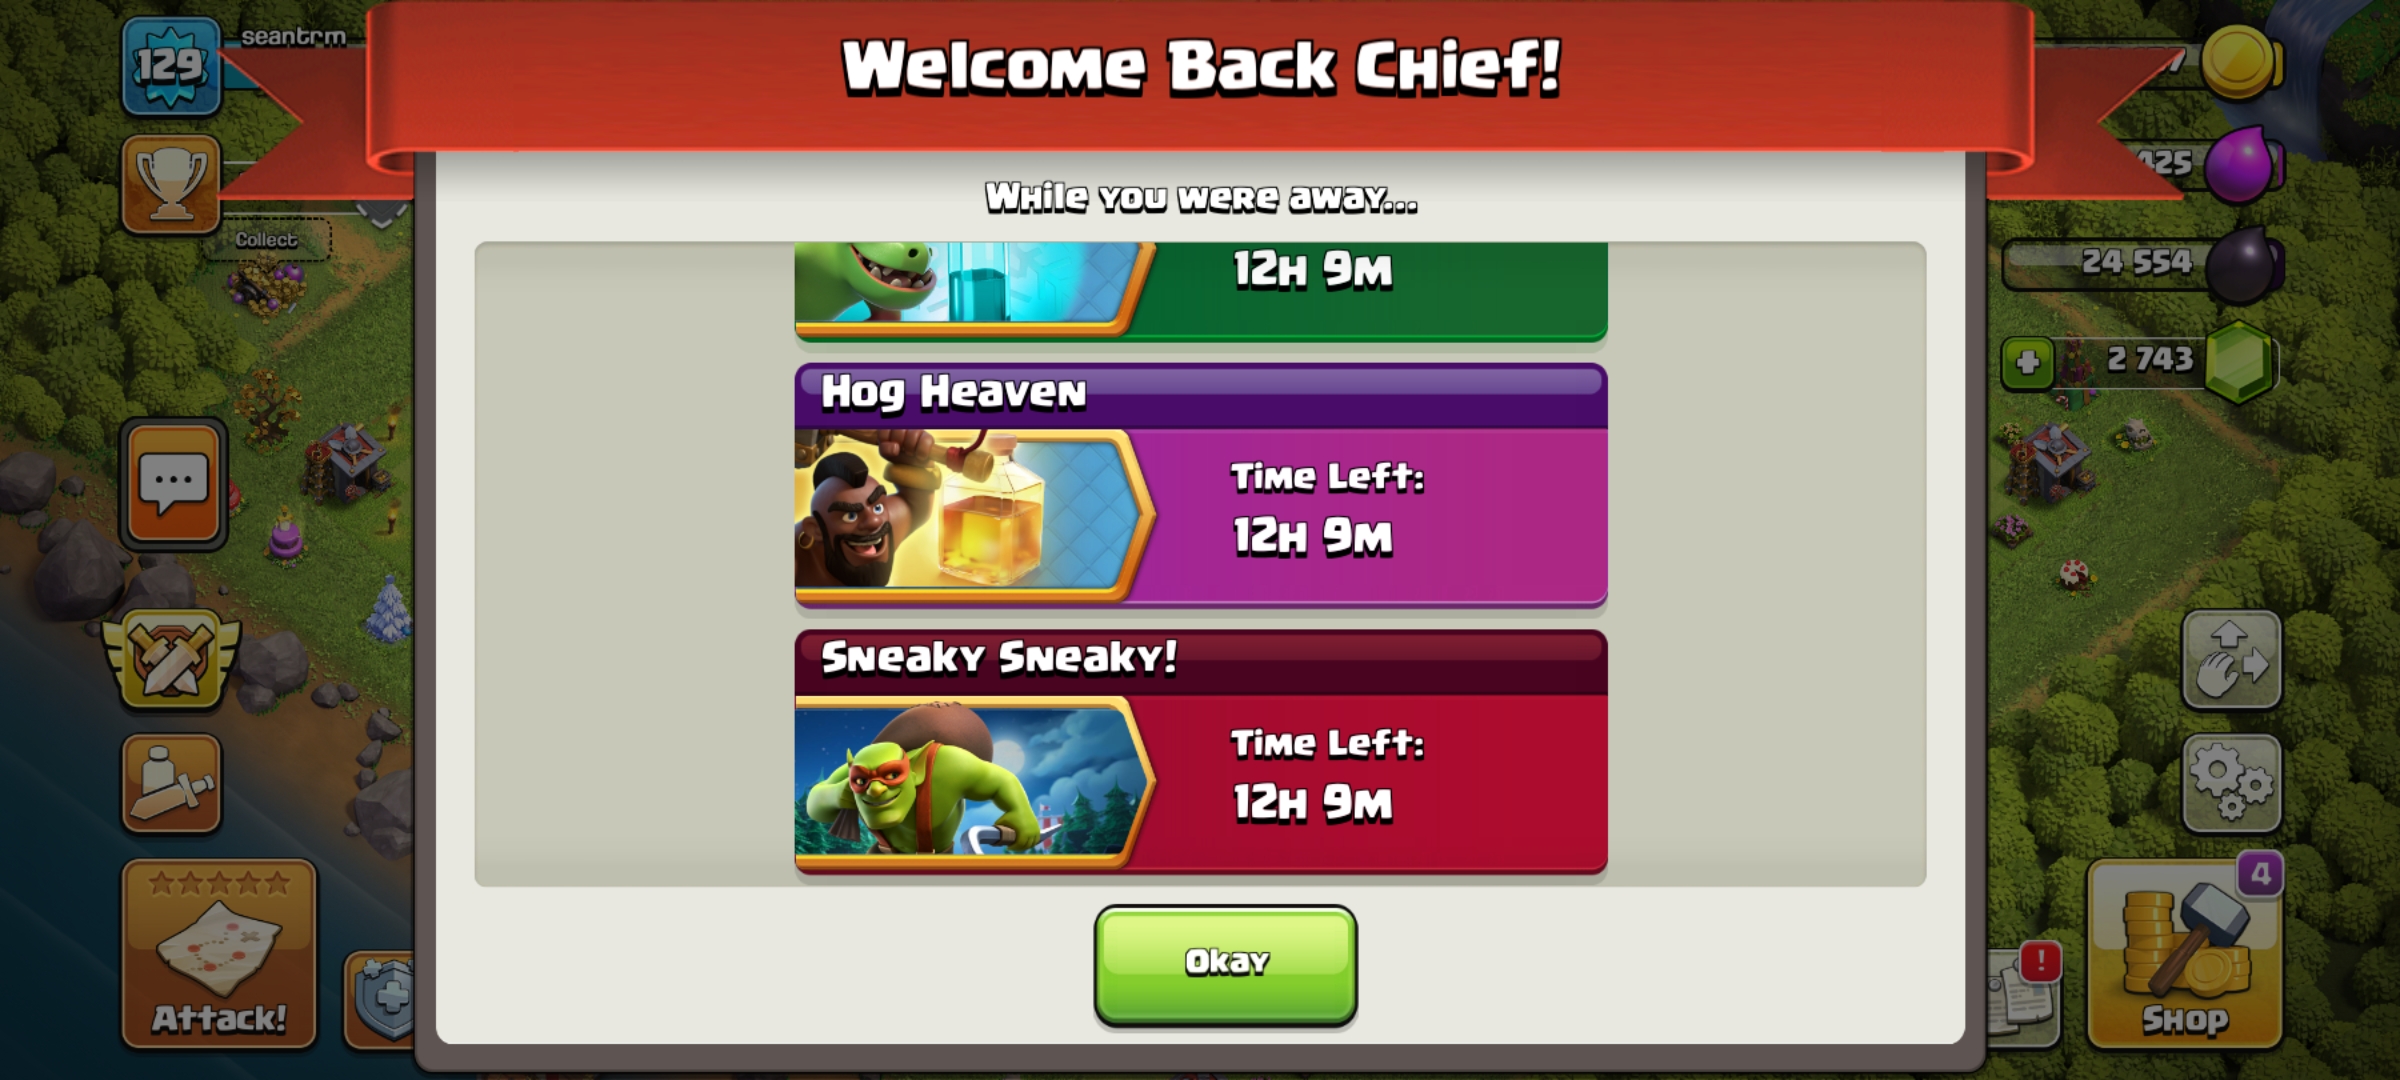 Welcome Back Chief!
129
seantrm
While you were away...
Collect
12H 9M
Hog Heaven
Time Left:
12H 9M
Sneaky Sneaky!
Time Left:
12H 9M
Okay
425
24 554
2 743
Attack!
4
!
Shop